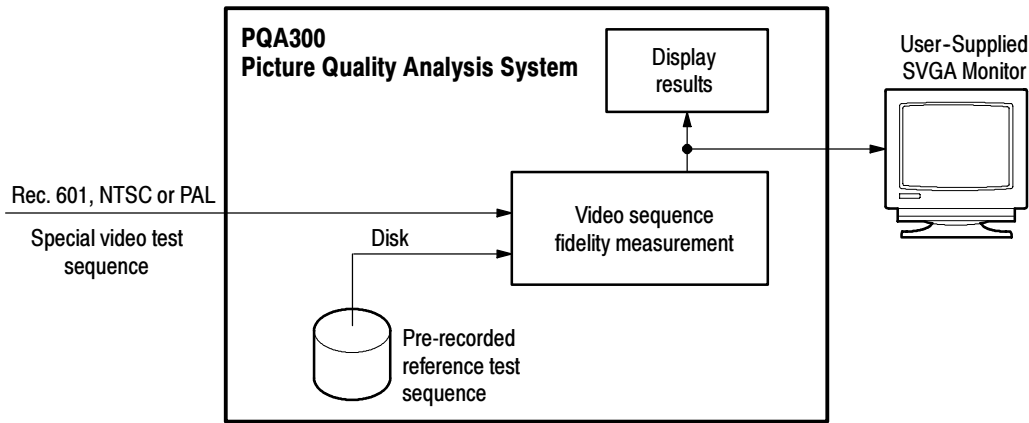 PQA300
Picture Quality Analysis System
Display
results
User-Supplied
SVGA Monitor
Rec. 601, NTSC or PAL
Special video test
sequence
Disk
Video sequence
fidelity measurement
Pre-recorded
reference test
sequence